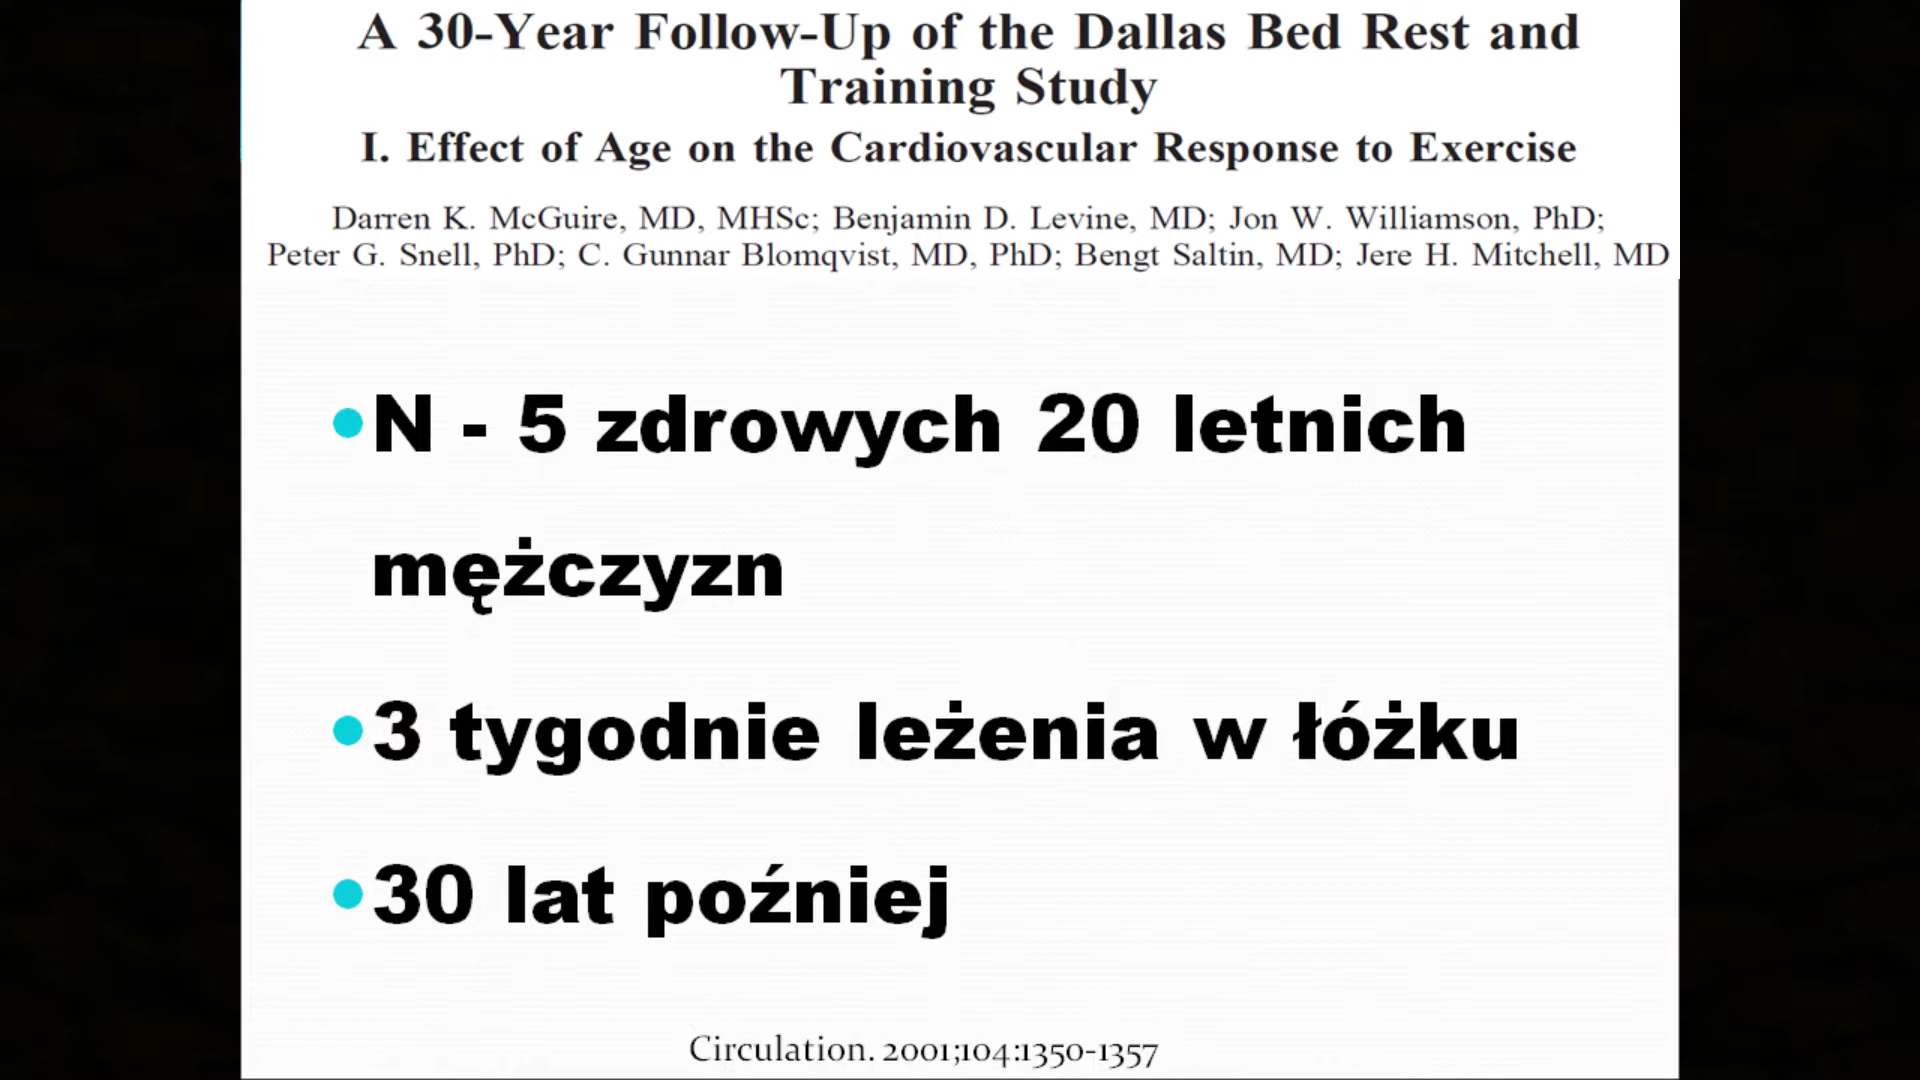 A 30-Year Follow-Up of the Dallas Bed Rest and
Training Study
I. Effect of Age on the Cardiovascular Response to Exercise
Darren K. McGuire, MD, MHSc; Benjamin D. Levine, MD; Jon W. Williamson, PhD;
Peter G. Snell, PhD; C. Gunnar Blomqvist, MD, PhD; Bengt Saltin, MD; Jere H. Mitchell, MD
•N - 5 zdrowych 20 letnich
mężczyzn
•3 tygodnie leżenia w łóżku
•30 lat poźniej
Circulation. 2001;104:1350-1357